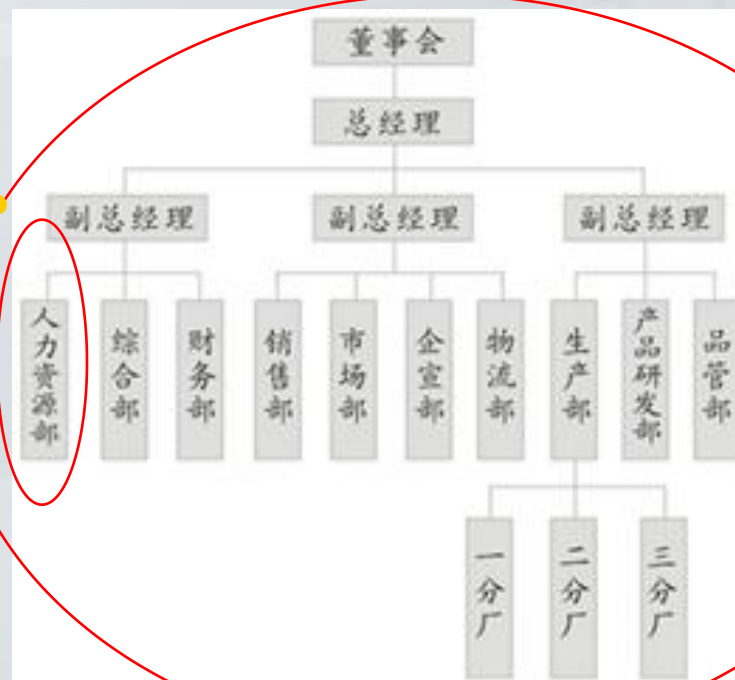 董事会
总经理
副总经理
副总经理
副总经理
人力资源部
综合部
财务部
销售部
市场部
企宣部
物流部
生产部
产品研发部
品管部
一分厂
二分厂
三分厂